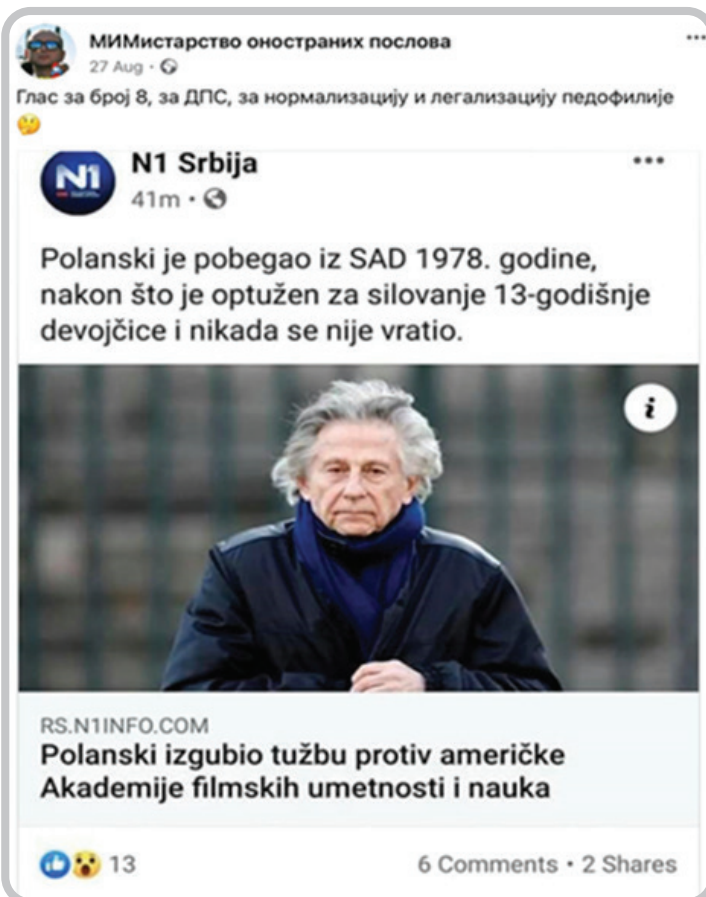 МИМистарство оностраних послова
27 Aug ·
Глас за број 8, за ДПС, за нормализацију и легализацију педофилије
N1 N1 Srbija
41m ·
Polanski je pobegao iz SAD 1978. godine,
nakon što je optužen za silovanje 13-godišnje
devojčice i nikada se nije vratio.
i
RS.N1INFO.COM
Polanski izgubio tužbu protiv američke
Akademije filmskih umetnosti i nauka
13 6 Comments · 2 Shares